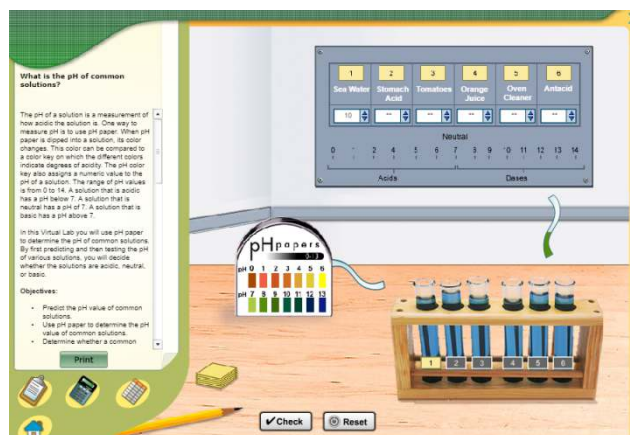 What is the pH of common
solutions?
The pH of a solution is a measurement of
how acidic the solution is. One way to
measure pH is to use pH paper. When pH
paper is dipped into a solution, its color
changes. This color can be compared to
a color key on which the different colors
indicate degrees of acidity. The pH color
key also assigns a numeric value to the
pH of a solution. The range of pH values
is from 0 to 14. A solution that is acidic
has a pH below 7. A solution that is
neutral has a pH of 7. A solution that is
basic has a pH above 7.
In this Virtual Lab you will use pH paper
to determine the pH of common solutions.
By first predicting and then testing the pH
of various solutions, you will decide
whether the solutions are acidic, neutral,
or basic.
Objectives:
• Predict the pH value of common
solutions.
• Use pH paper to determine the pH
value of common solutions.
• Determine whether a common
Print
1 2 3 4 5 6
Sea Water Stomach Acid Tomatoes Orange Juice Oven Cleaner Antacid
10 -- -- -- -- --
Neutral
0 1 2 3 4 5 6 7 8 9 10 11 12 13 14
Acids Bases
pH papers
0-13
pH 0 1 2 3 4 5 6
pH 7 8 9 10 11 12 13
1 2 3 4 5 6
✔Check
Reset